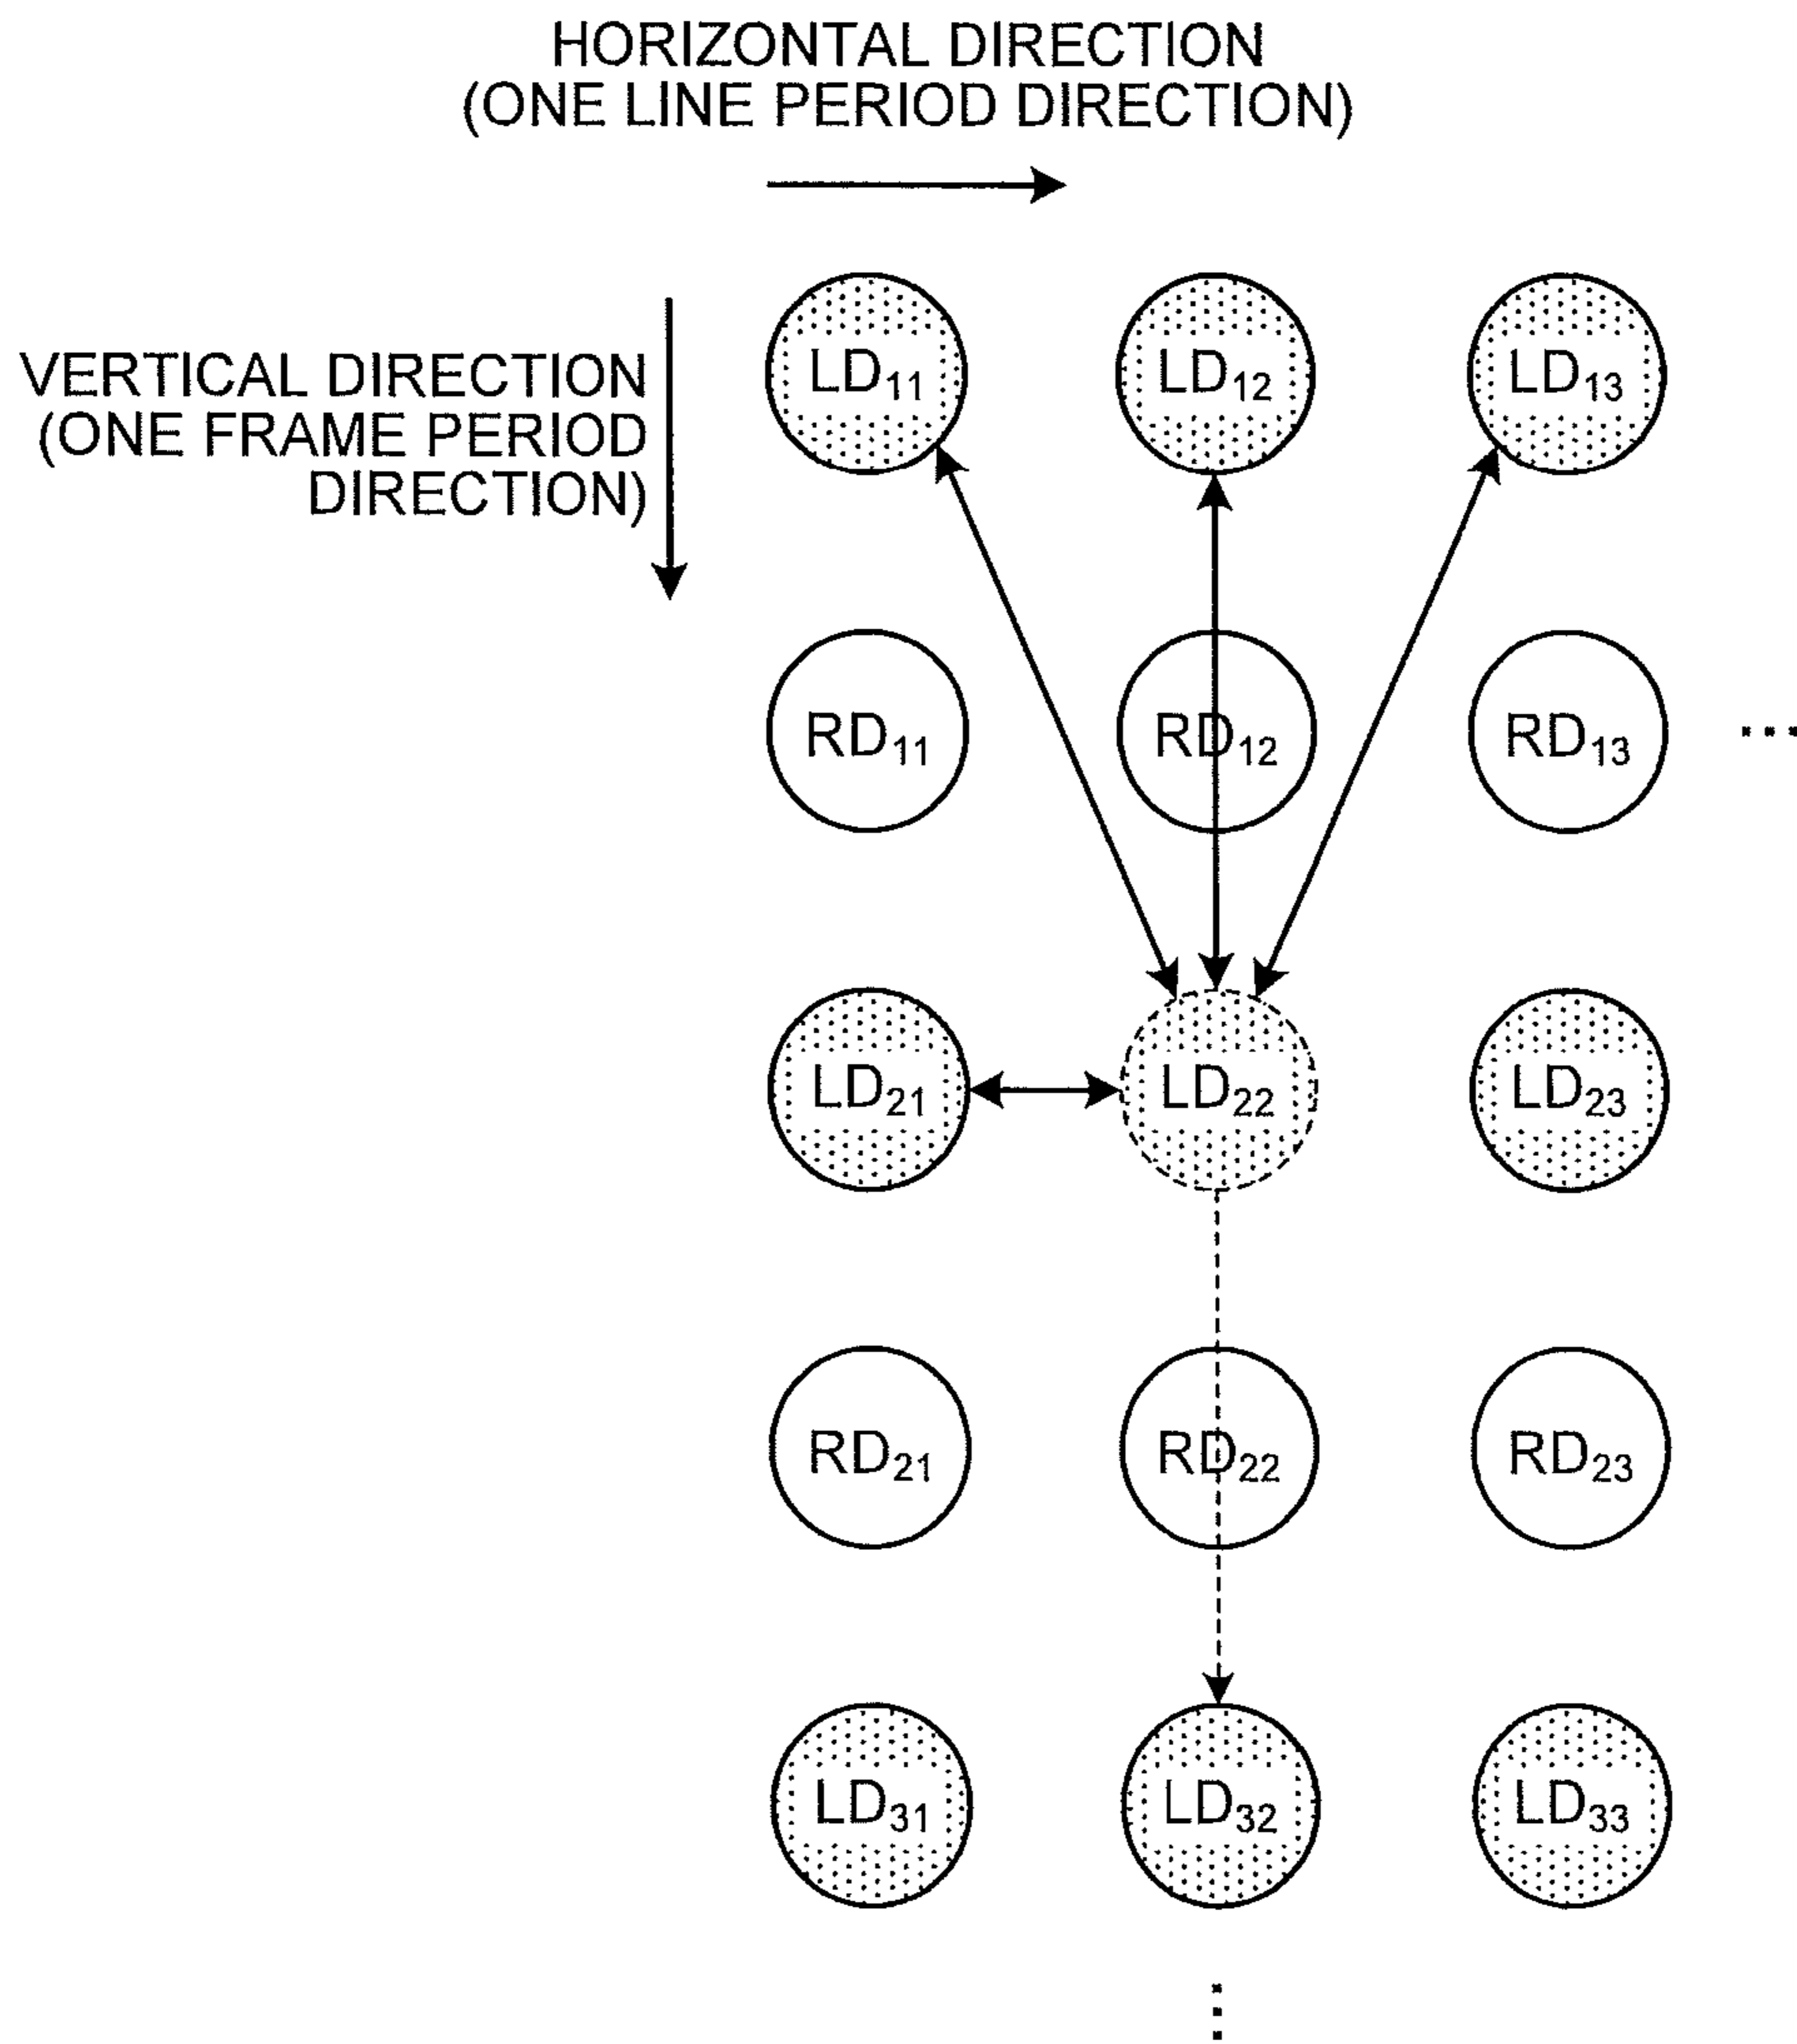 HORIZONTAL DIRECTION
(ONE LINE PERIOD DIRECTION)
VERTICAL DIRECTION
(ONE FRAME PERIOD
DIRECTION)
LD11 LD12 LD13
RD11 RD12 RD13 ...
LD21 LD22 LD23
RD21 RD22 RD23
LD31 LD32 LD33
...